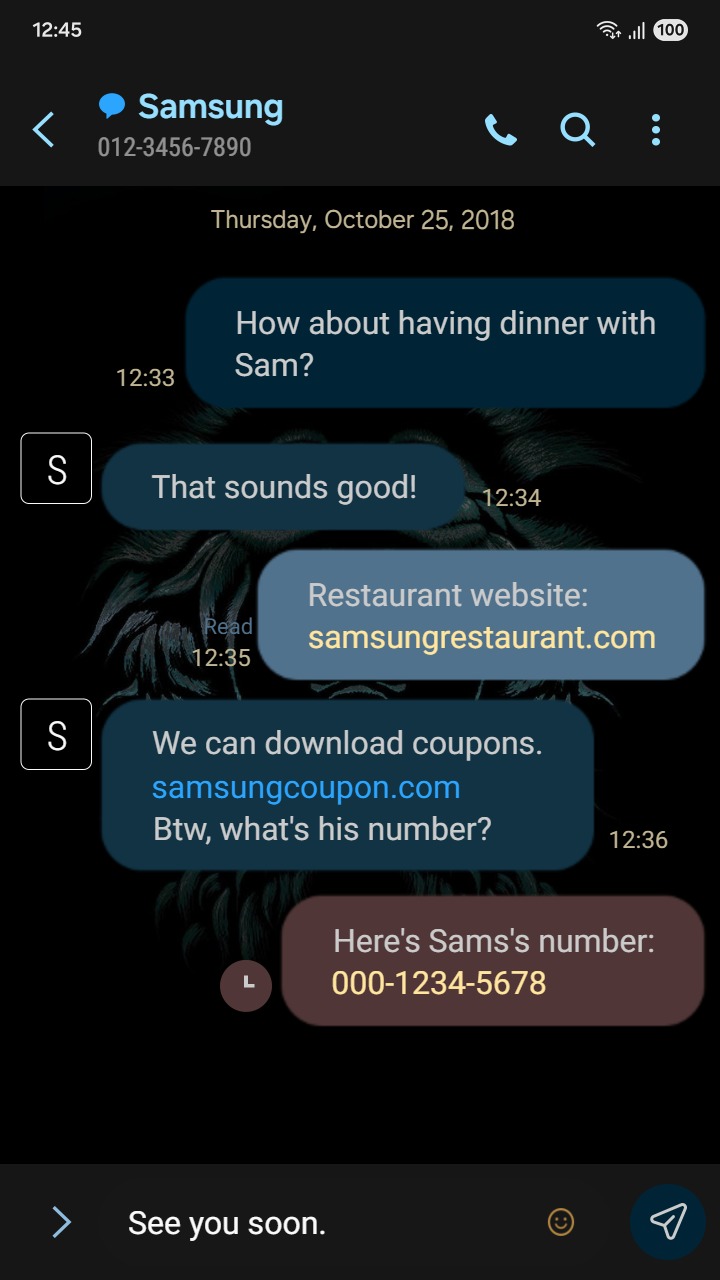 12:45
100
Samsung
012-3456-7890
Thursday, October 25, 2018
How about having dinner with
Sam?
12:33
S
That sounds good!
12:34
Restaurant website:
samsungrestaurant.com
Read
12:35
S
We can download coupons.
samsungcoupon.com
Btw, what's his number?
12:36
Here's Sams's number:
000-1234-5678
See you soon.